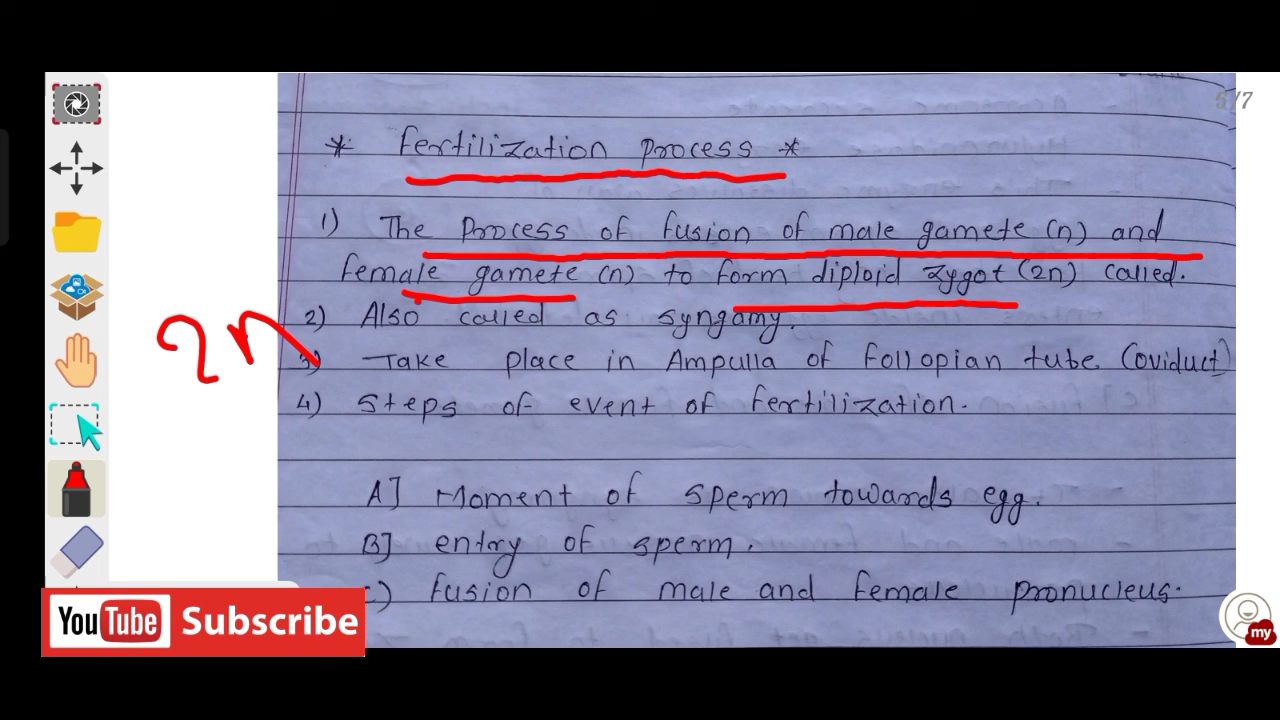 5/7
* Fertilization Process *
1) The Process of fusion of male gamete (n) and
female gamete (n) to form diploid zygot (2n) called.
2) Also called as syngamy.
2n
3) Take place in Ampulla of Follopian tube (oviduct)
4) Steps of event of fertilization.
A] Moment of sperm towards egg.
B] entry of sperm.
C) fusion of male and female pronucleus.
YouTube Subscribe
my